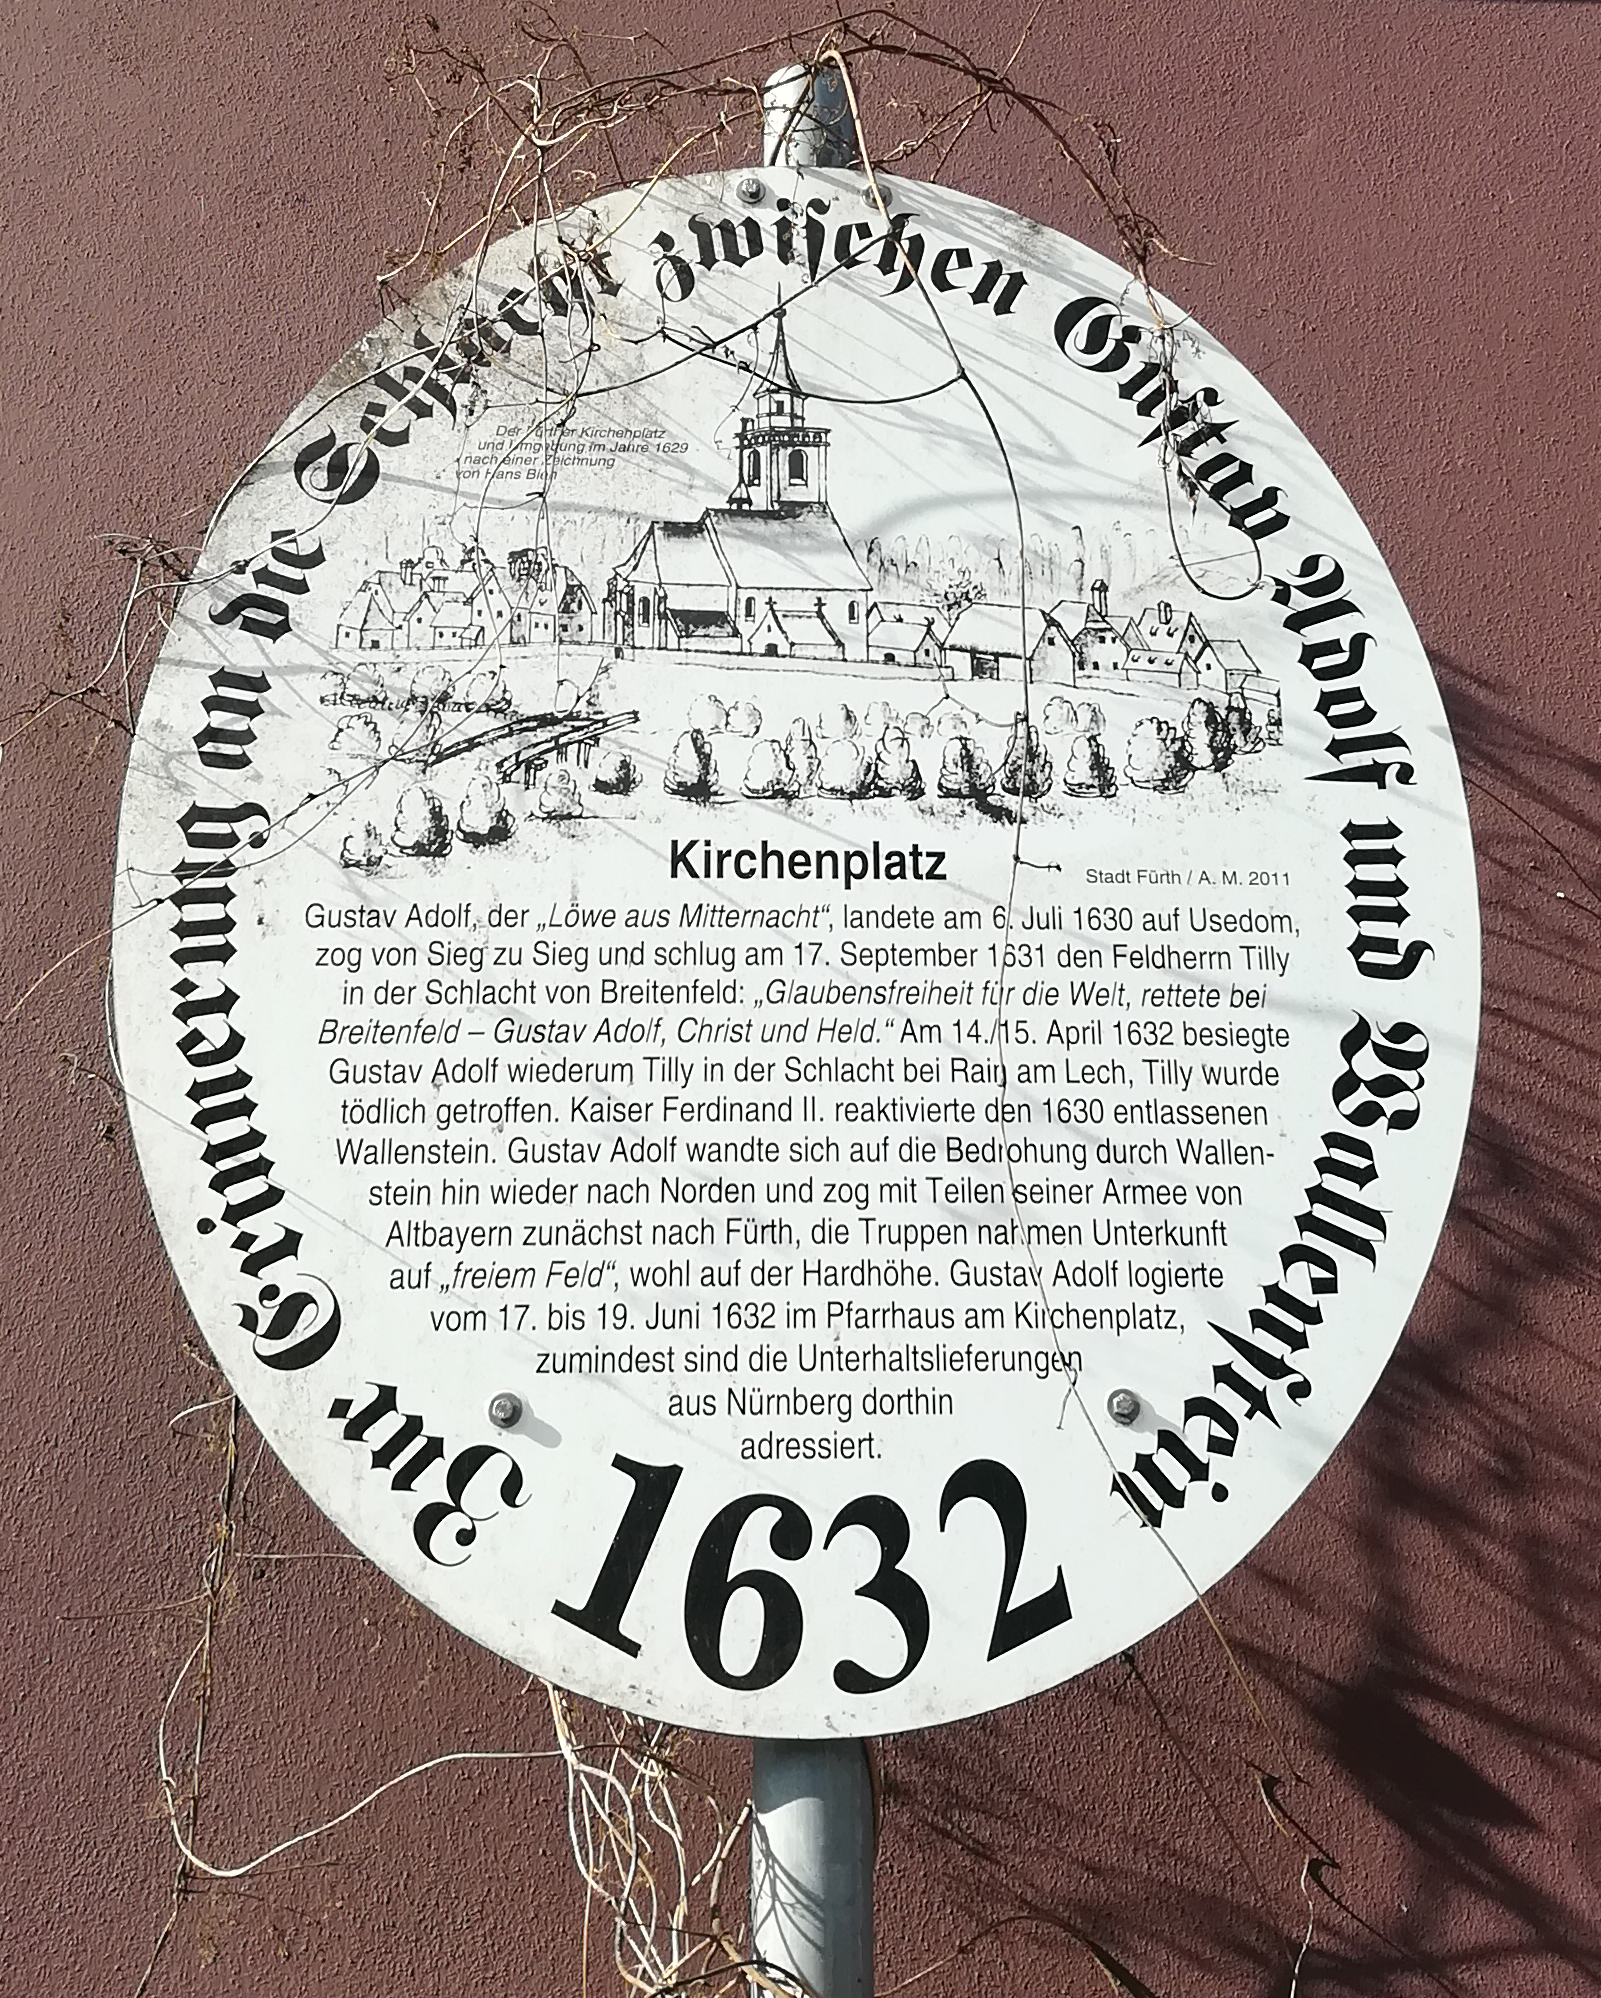 Zur Erinnerung an die Schlacht zwischen Gustav Adolf und Wallenstein
Der Fürther Kirchenplatz
und Umgebung im Jahre 1629
nach einer Zeichnung
von Hans Bien
Kirchenplatz
Stadt Fürth / A. M. 2011
Gustav Adolf, der „Löwe aus Mitternacht“, landete am 6. Juli 1630 auf Usedom,
zog von Sieg zu Sieg und schlug am 17. September 1631 den Feldherrn Tilly
in der Schlacht von Breitenfeld: „Glaubensfreiheit für die Welt, rettete bei
Breitenfeld – Gustav Adolf, Christ und Held.“ Am 14./15. April 1632 besiegte
Gustav Adolf wiederum Tilly in der Schlacht bei Rain am Lech, Tilly wurde
tödlich getroffen. Kaiser Ferdinand II. reaktivierte den 1630 entlassenen
Wallenstein. Gustav Adolf wandte sich auf die Bedrohung durch Wallen-
stein hin wieder nach Norden und zog mit Teilen seiner Armee von
Altbayern zunächst nach Fürth, die Truppen nahmen Unterkunft
auf „freiem Feld“, wohl auf der Hardhöhe. Gustav Adolf logierte
vom 17. bis 19. Juni 1632 im Pfarrhaus am Kirchenplatz,
zumindest sind die Unterhaltslieferungen
aus Nürnberg dorthin
adressiert.
1632